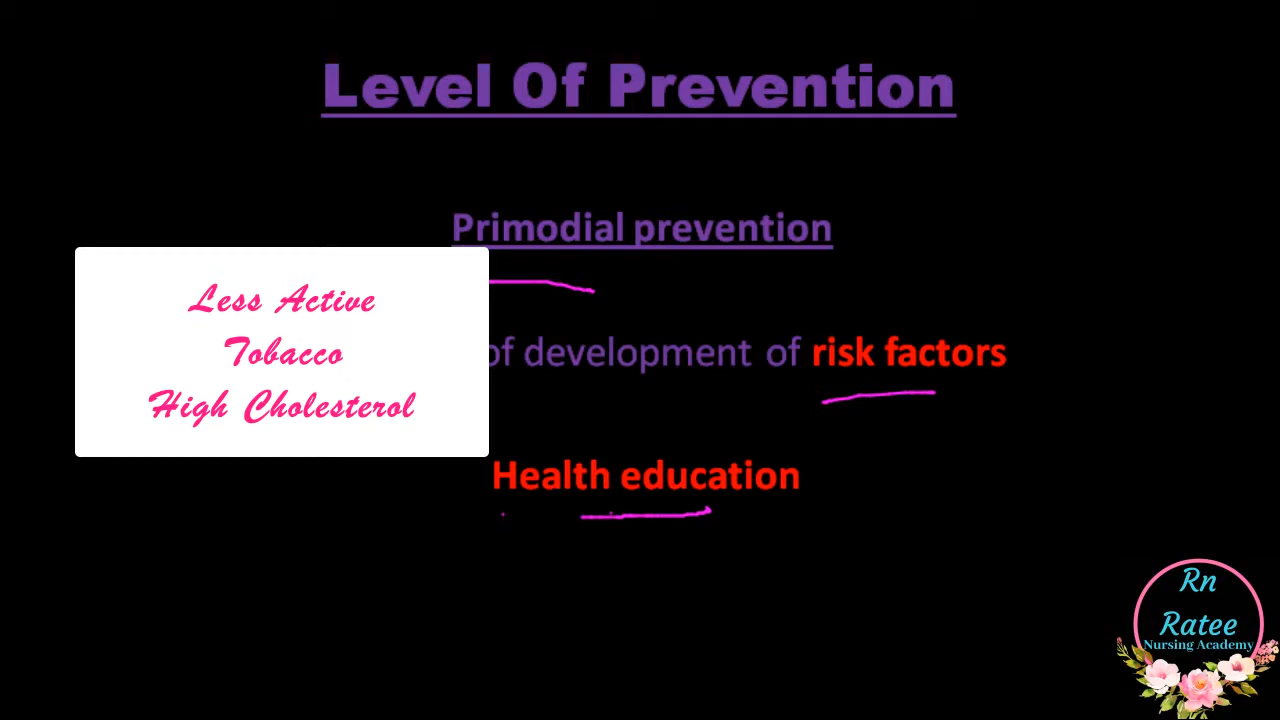 Level Of Prevention
Primodial prevention
Less Active
Tobacco
High Cholesterol
of development of risk factors
Health education
Rn
Ratee
Nursing Academy